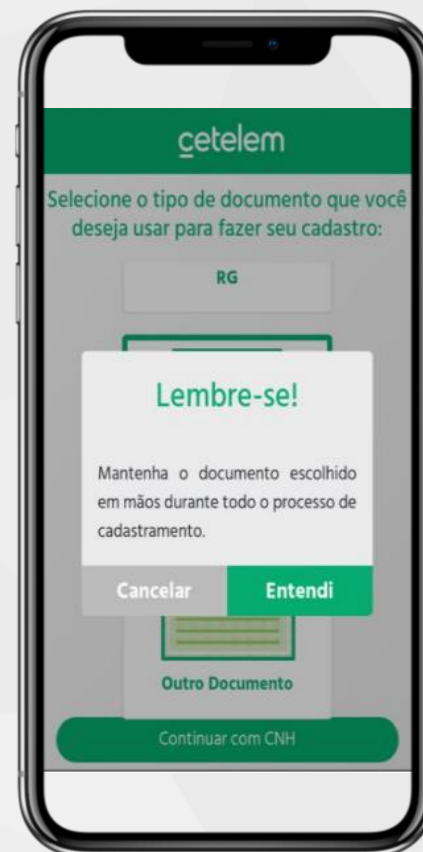 cetelem
Selecione o tipo de documento que você
deseja usar para fazer seu cadastro:
RG
Lembre-se!
Mantenha o documento escolhido
em mãos durante todo o processo de
cadastramento.
Cancelar
Entendi
Outro Documento
Continuar com CNH